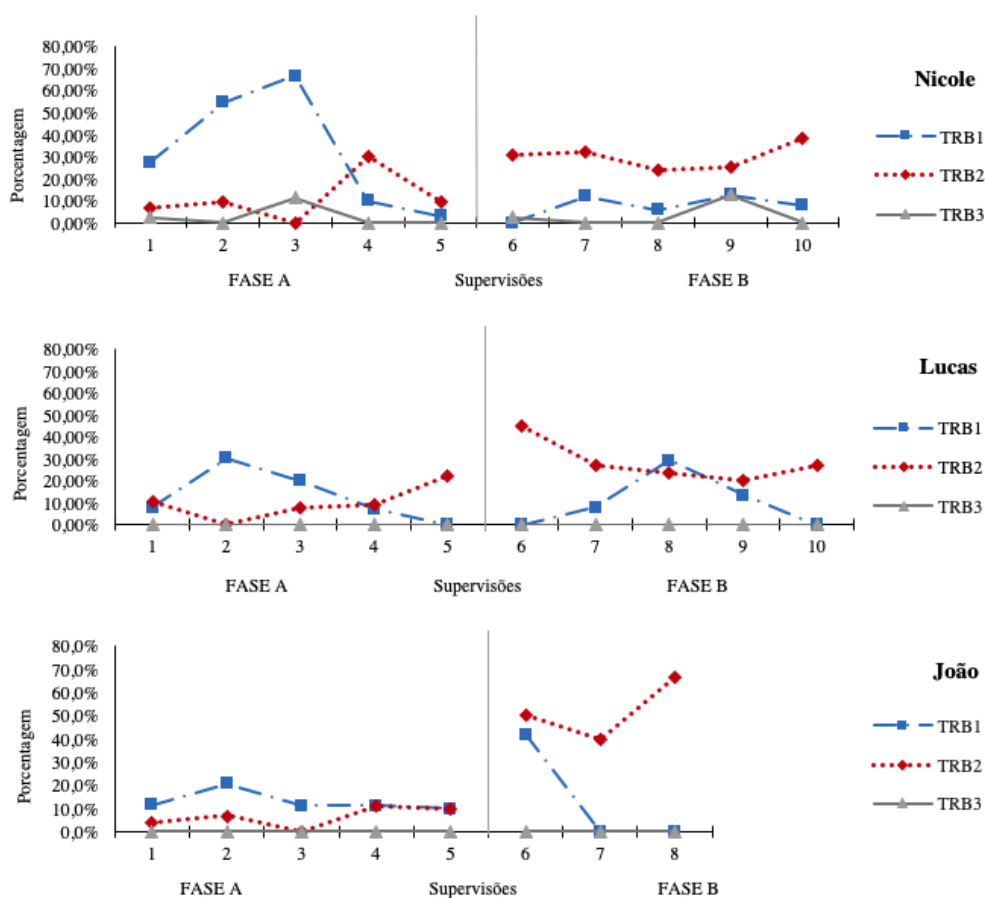 80,00%
70,00%
60,00%
50,00%
40,00%
30,00%
20,00%
10,00%
0,00%
Porcentagem
1 2 3 4 5 6 7 8 9 10
FASE A Supervisões FASE B
Nicole
TRB1
TRB2
TRB3
80,00%
70,00%
60,00%
50,00%
40,00%
30,00%
20,00%
10,00%
0,00%
Porcentagem
1 2 3 4 5 6 7 8 9 10
FASE A Supervisões FASE B
Lucas
TRB1
TRB2
TRB3
80,0%
70,0%
60,0%
50,0%
40,0%
30,0%
20,0%
10,0%
0,0%
Porcentagem
1 2 3 4 5 6 7 8
FASE A Supervisões FASE B
João
TRB1
TRB2
TRB3